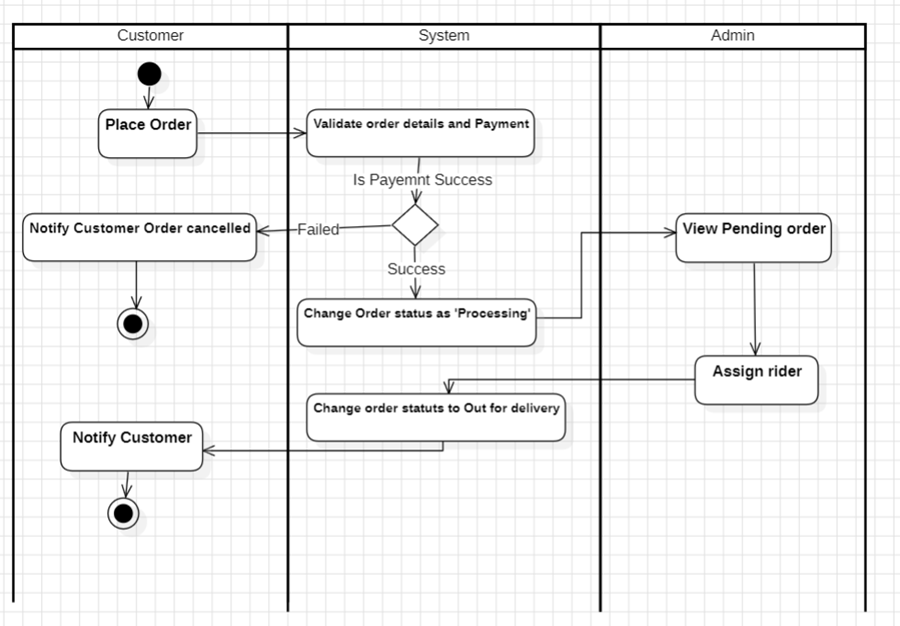 Customer
System
Admin
Place Order
Validate order details and Payment
Is Payemnt Success
Notify Customer Order cancelled
Failed
View Pending order
Success
Change Order status as 'Processing'
Assign rider
Change order statuts to Out for delivery
Notify Customer